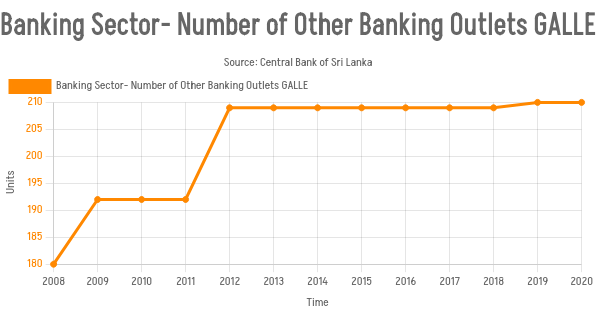 Banking Sector- Number of Other Banking Outlets GALLE
Source: Central Bank of Sri Lanka
Banking Sector- Number of Other Banking Outlets GALLE
210
205
200
195
190
185
180
Units
2008 2009 2010 2011 2012 2013 2014 2015 2016 2017 2018 2019 2020
Time